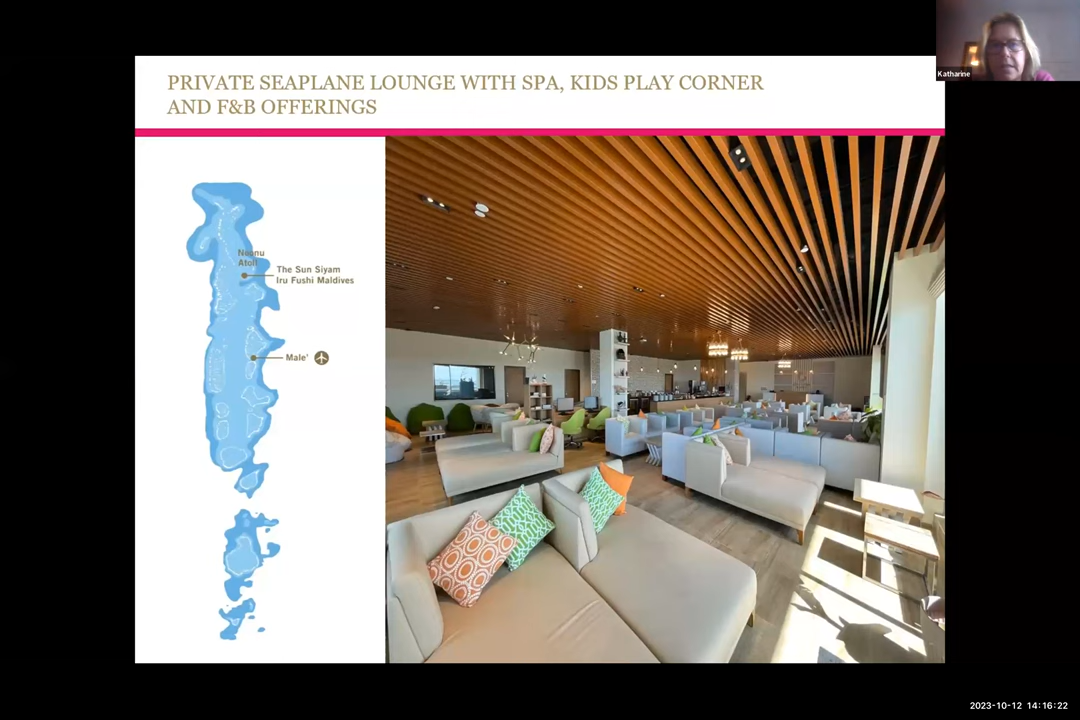 PRIVATE SEAPLANE LOUNGE WITH SPA, KIDS PLAY CORNER
AND F&B OFFERINGS
Katharine
Noonu
Atoll
The Sun Siyam
Iru Fushi Maldives
Male'
2023-10-12 14:16:22